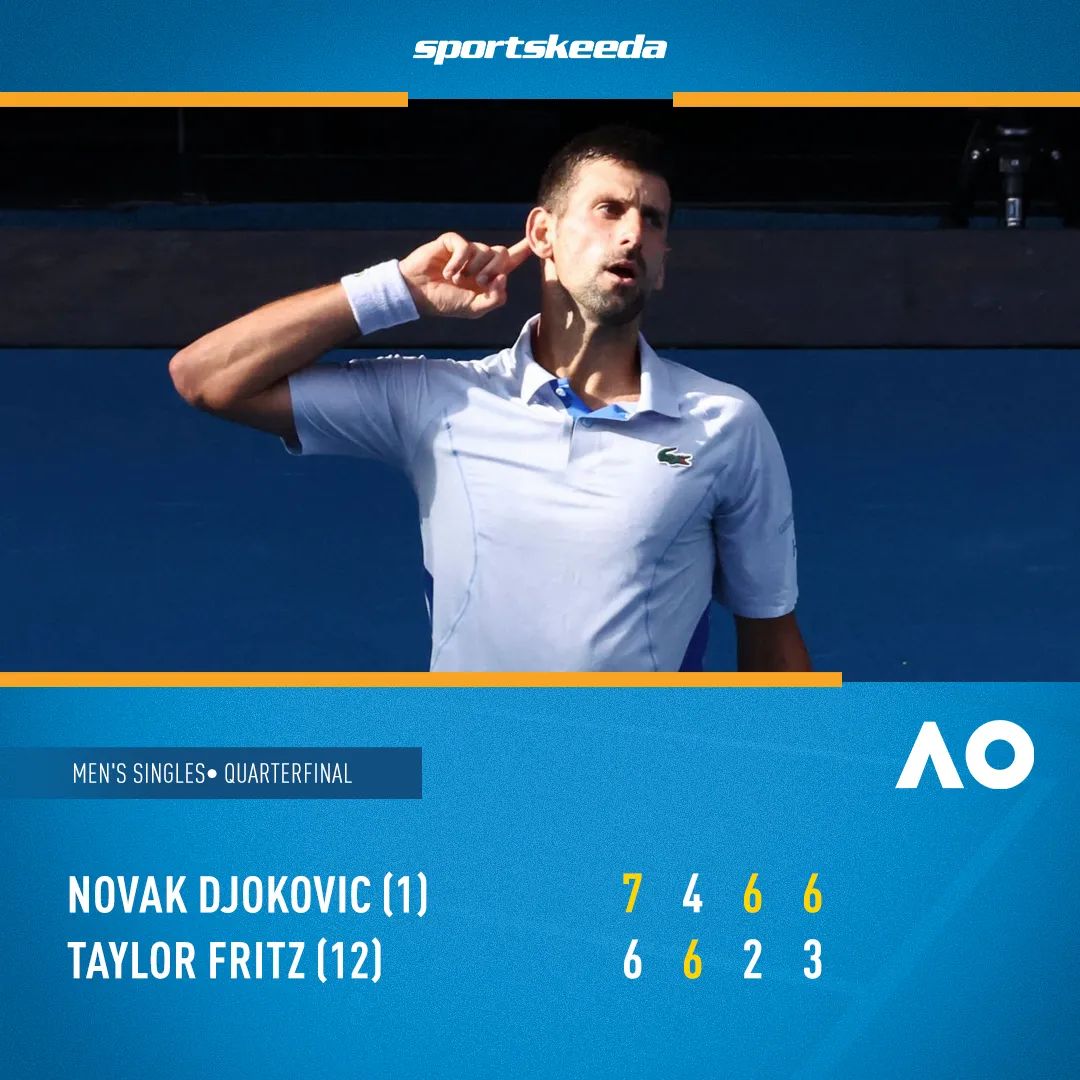 sportskeeda
MEN'S SINGLES• QUARTERFINAL
AO
NOVAK DJOKOVIC (1) 7 4 6 6
TAYLOR FRITZ (12) 6 6 2 3